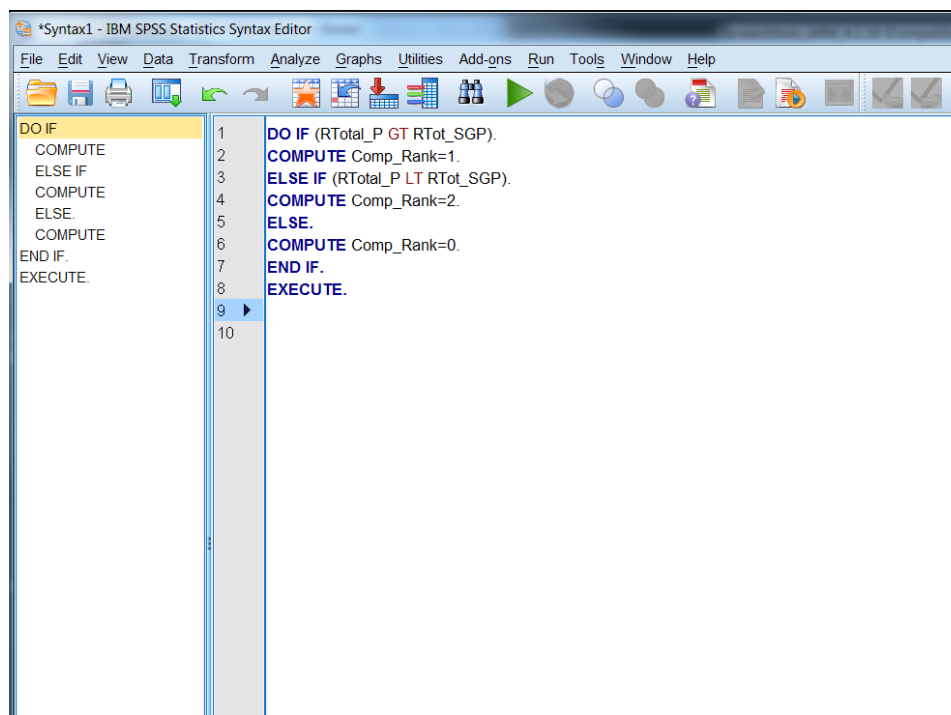 *Syntax1 - IBM SPSS Statistics Syntax Editor
File Edit View Data Transform Analyze Graphs Utilities Add-ons Run Tools Window Help
DO IF
COMPUTE
ELSE IF
COMPUTE
ELSE.
COMPUTE
END IF.
EXECUTE.
1 DO IF (RTotal_P GT RTot_SGP).
2 COMPUTE Comp_Rank=1.
3 ELSE IF (RTotal_P LT RTot_SGP).
4 COMPUTE Comp_Rank=2.
5 ELSE.
6 COMPUTE Comp_Rank=0.
7 END IF.
8 EXECUTE.
9
10